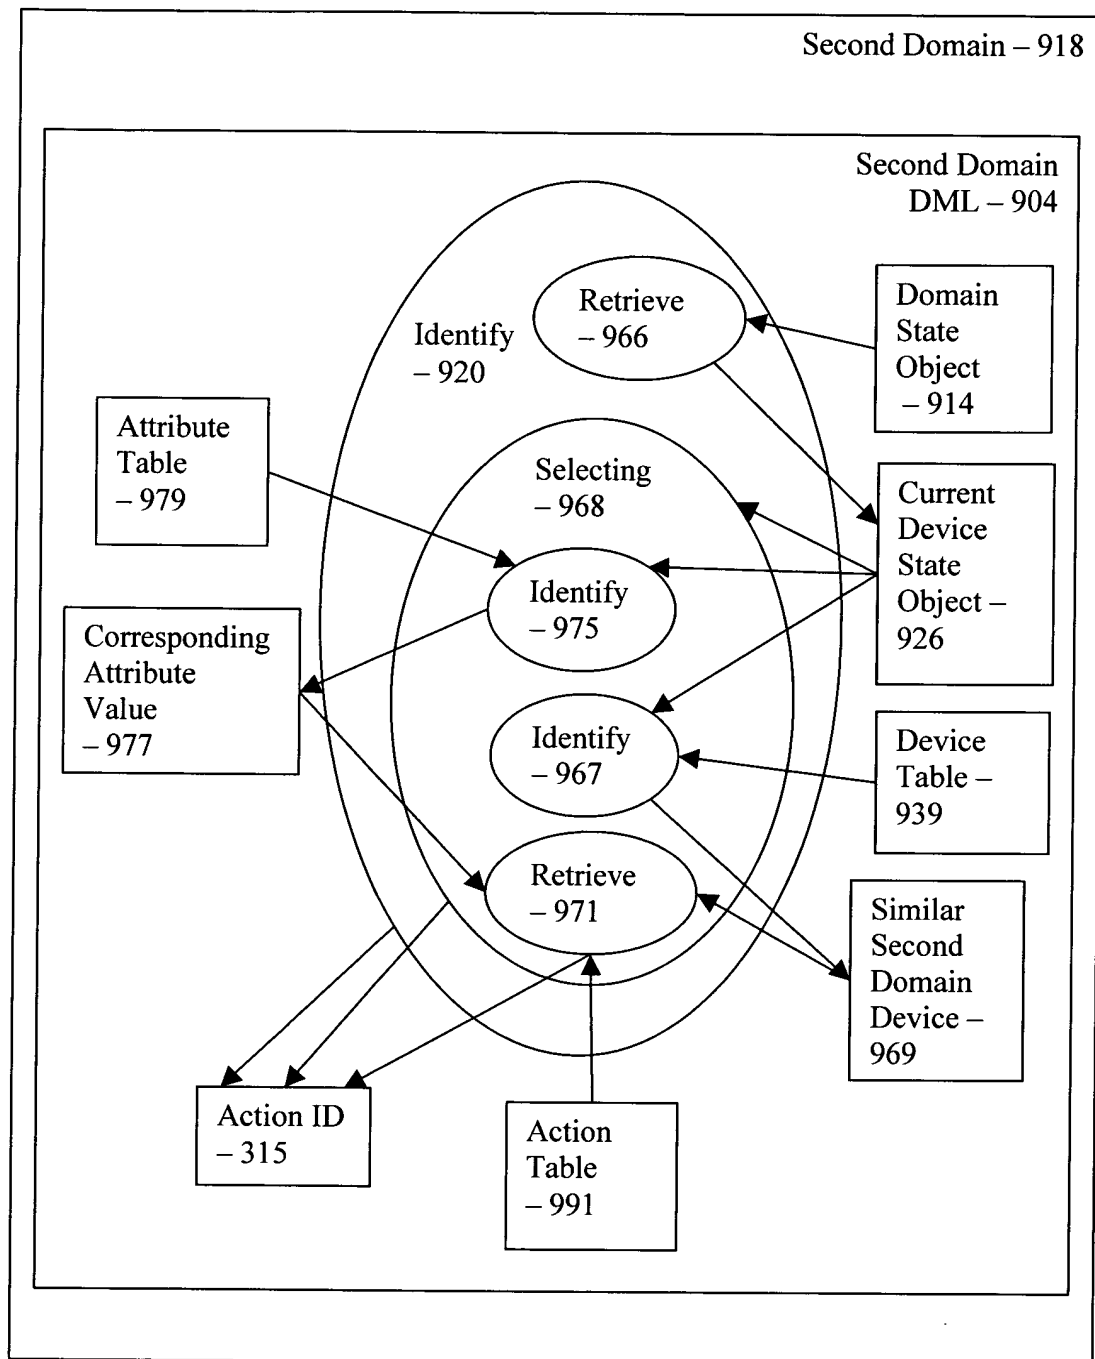 Second Domain – 918
Second Domain
DML – 904
Retrieve
– 966
Domain
State
Object
– 914
Identify
– 920
Attribute
Table
– 979
Selecting
– 968
Current
Device
State
Object –
926
Identify
– 975
Corresponding
Attribute
Value
– 977
Identify
– 967
Device
Table –
939
Retrieve
– 971
Similar
Second
Domain
Device –
969
Action ID
– 315
Action
Table
– 991